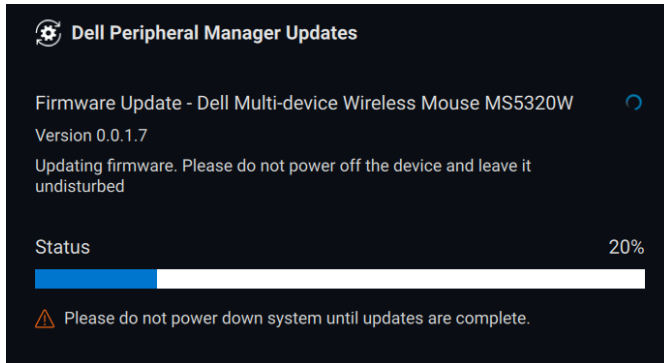 Dell Peripheral Manager Updates
Firmware Update - Dell Multi-device Wireless Mouse MS5320W
Version 0.0.1.7
Updating firmware. Please do not power off the device and leave it
undisturbed
Status 20%
Please do not power down system until updates are complete.